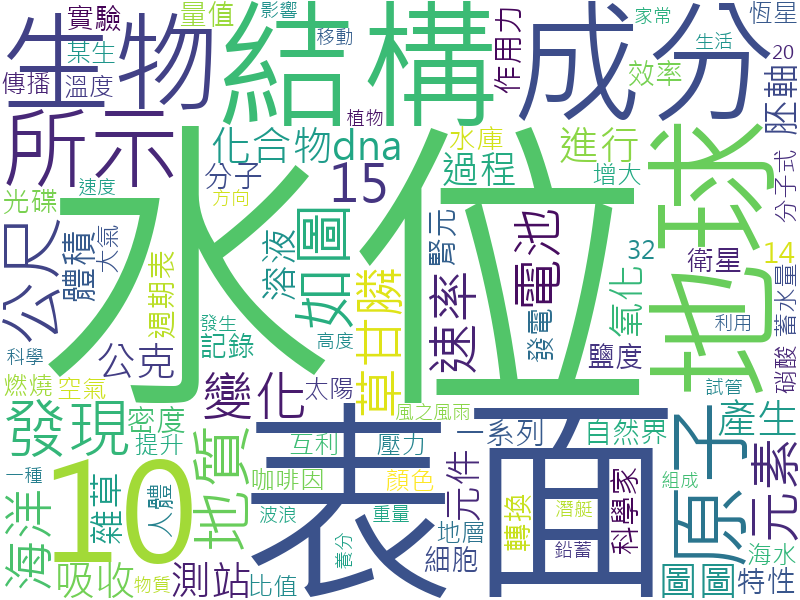 實驗
量值
影響
家常
恆星
某生
生物
結構
移動
作用力
成分
生活
傳播
溫度
效率
20
所示
植物
胚軸
化合物
dna
水庫
過程
進行
水位
地球
15
分子
增大
分子式
光碟
速度
方向
公尺
體積
大氣
溶液
如圖
腎元
電池
32
衛星
14
週期表
草甘膦
速率
發電
氧化
蓄水量
科學
發生
記錄
高度
鹽度
利用
硝酸
公克
燃燒
空氣
變化
太陽
試管
發現
密度
風之風雨
表面
原子
產生
提升
互利
壓力
一系列
自然界
一種
10
地質
咖啡因
顏色
元件
元素
海洋
雜草
人體
轉換
潛艇
科學家
組成
波浪
重量
地層
鉛蓄
海水
吸收
物質
測站
比值
養分
細胞
圖圖
特性